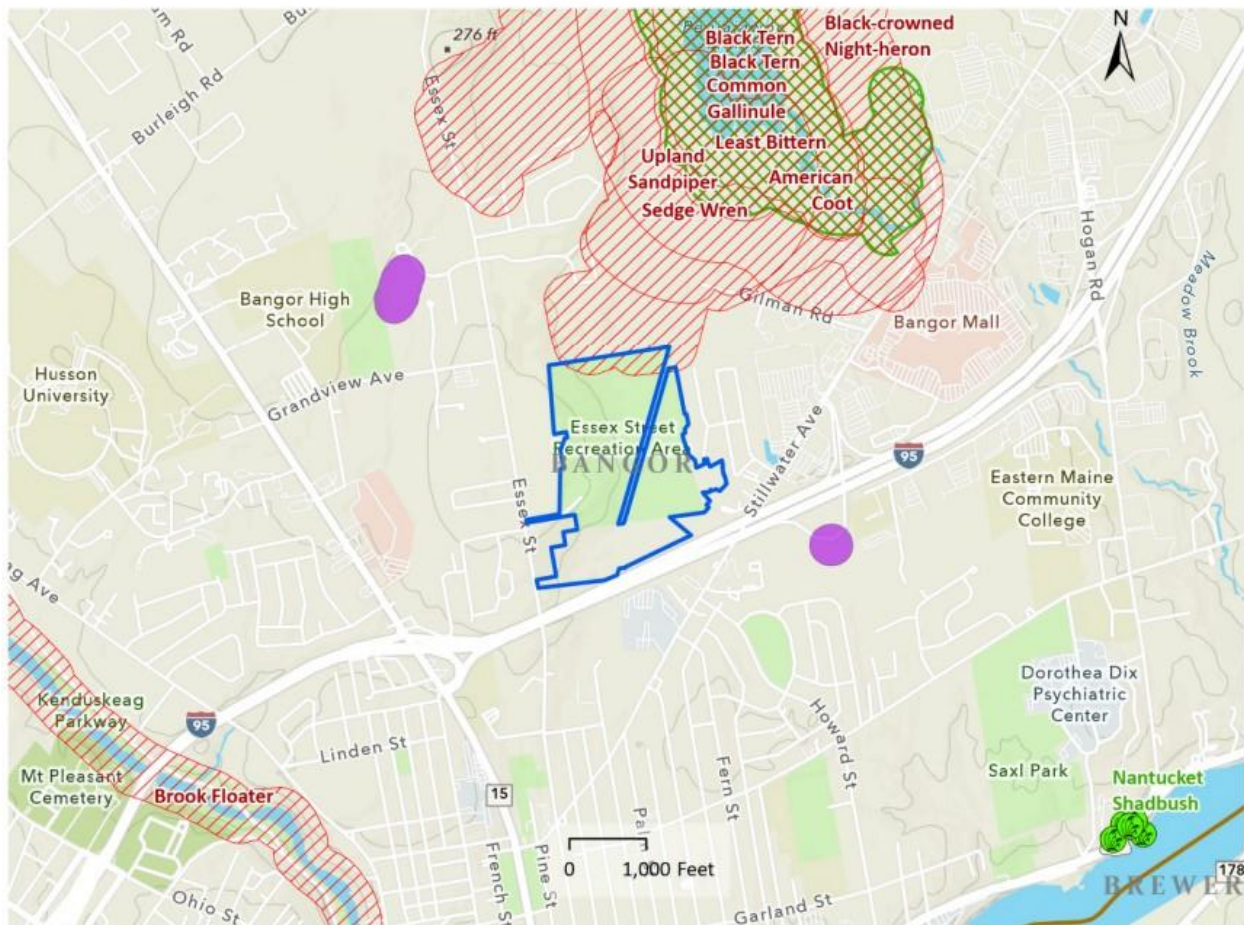 276 ft
Burleigh Rd
Essex St
Black Tern
Black Tern
Common
Gallinule
Least Bittern
Black-crowned
Night-heron
N
Upland
Sandpiper
Sedge Wren
American
Coot
Hogan Rd
Meadow Brook
Gilman Rd
Bangor Mall
Bangor High
School
Husson
University
Grandview Ave
Essex Street
Recreation Area
BANGOR
Stillwater Ave
95
Eastern Maine
Community
College
Essex St
Kenduskeag
Parkway
95
Linden St
Mt Pleasant
Cemetery
Brook Floater
15
Howard St
Fern St
Dorothea Dix
Psychiatric
Center
Saxl Park
Nantucket
Shadbush
0 1,000 Feet
French St
Pine St
Ohio St
Garland St
178
BREWER